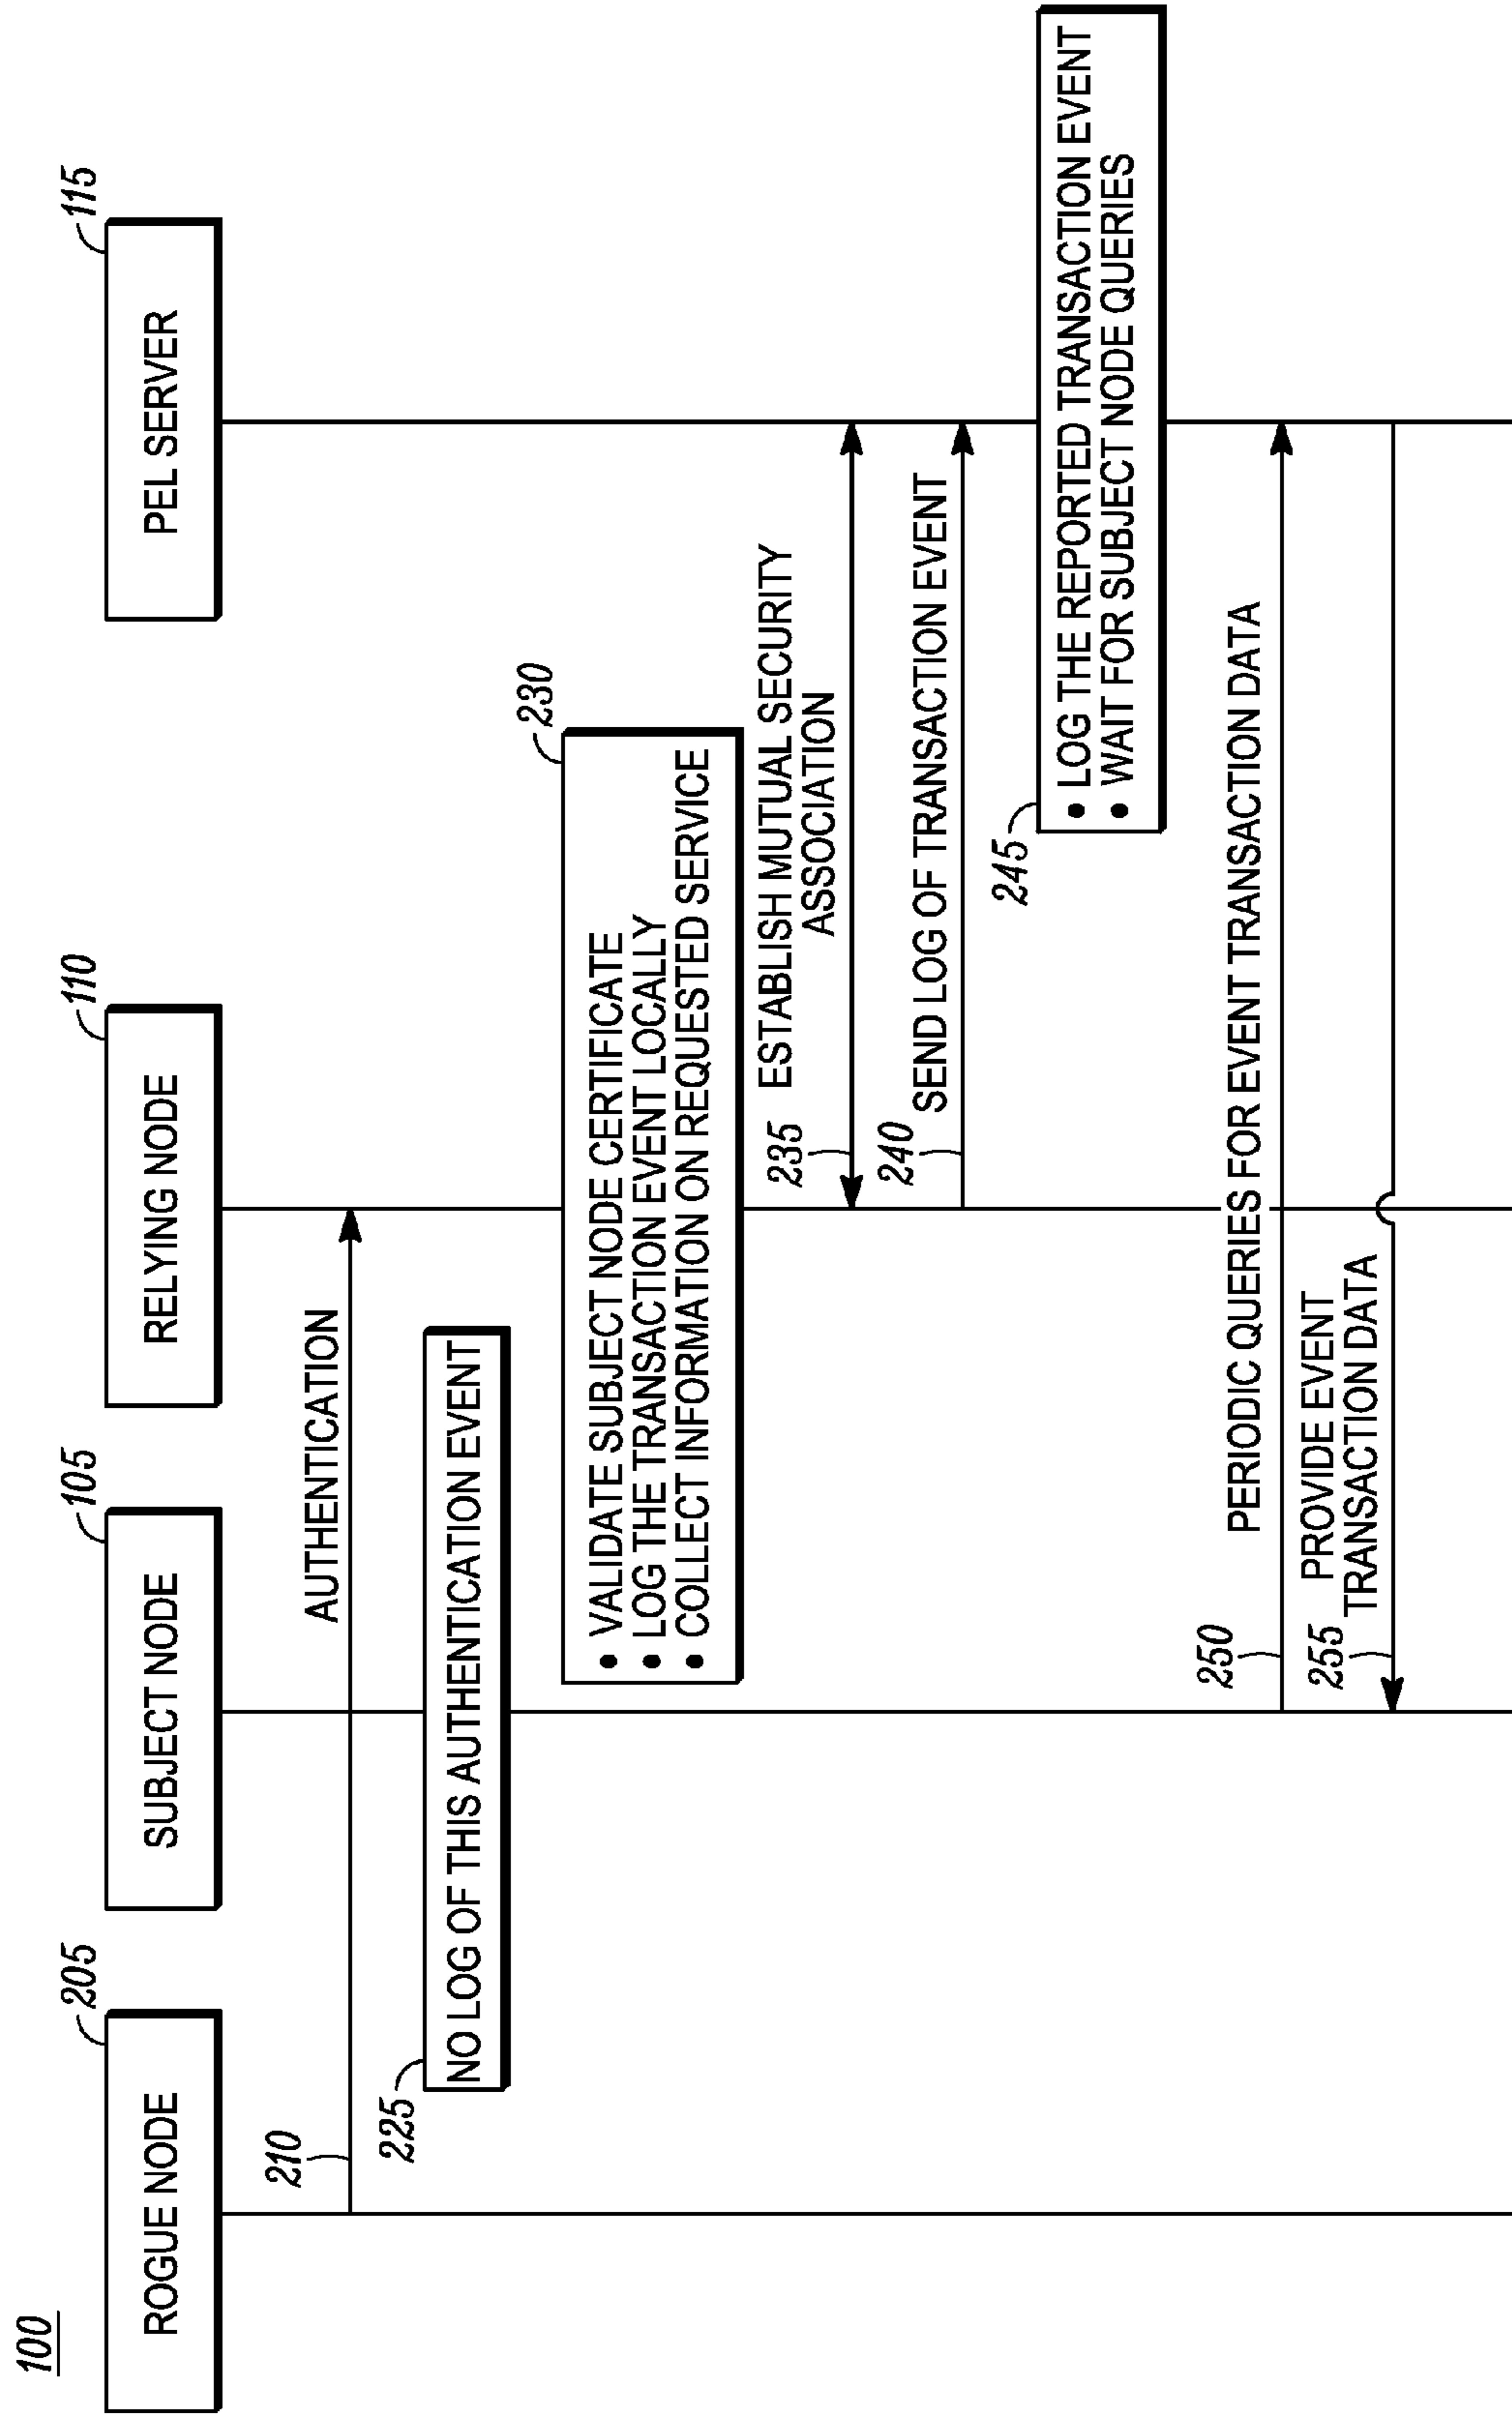 100
205
105
110
115
ROGUE NODE
SUBJECT NODE
RELYING NODE
PEL SERVER
210
AUTHENTICATION
225
NO LOG OF THIS AUTHENTICATION EVENT
230
• VALIDATE SUBJECT NODE CERTIFICATE
• LOG THE TRANSACTION EVENT LOCALLY
• COLLECT INFORMATION ON REQUESTED SERVICE
235
ESTABLISH MUTUAL SECURITY
ASSOCIATION
240
SEND LOG OF TRANSACTION EVENT
245
• LOG THE REPORTED TRANSACTION EVENT
• WAIT FOR SUBJECT NODE QUERIES
250
PERIODIC QUERIES FOR EVENT TRANSACTION DATA
255
PROVIDE EVENT
TRANSACTION DATA